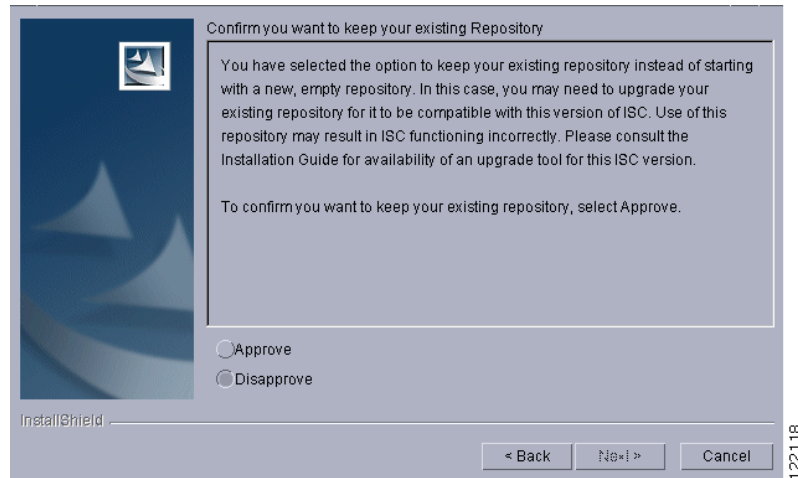 Confirm you want to keep your existing Repository
You have selected the option to keep your existing repository instead of starting
with a new, empty repository. In this case, you may need to upgrade your
existing repository for it to be compatible with this version of ISC. Use of this
repository may result in ISC functioning incorrectly. Please consult the
Installation Guide for availability of an upgrade tool for this ISC version.
To confirm you want to keep your existing repository, select Approve.
Approve
Disapprove
InstallShield
< Back
Next >
Cancel
122118